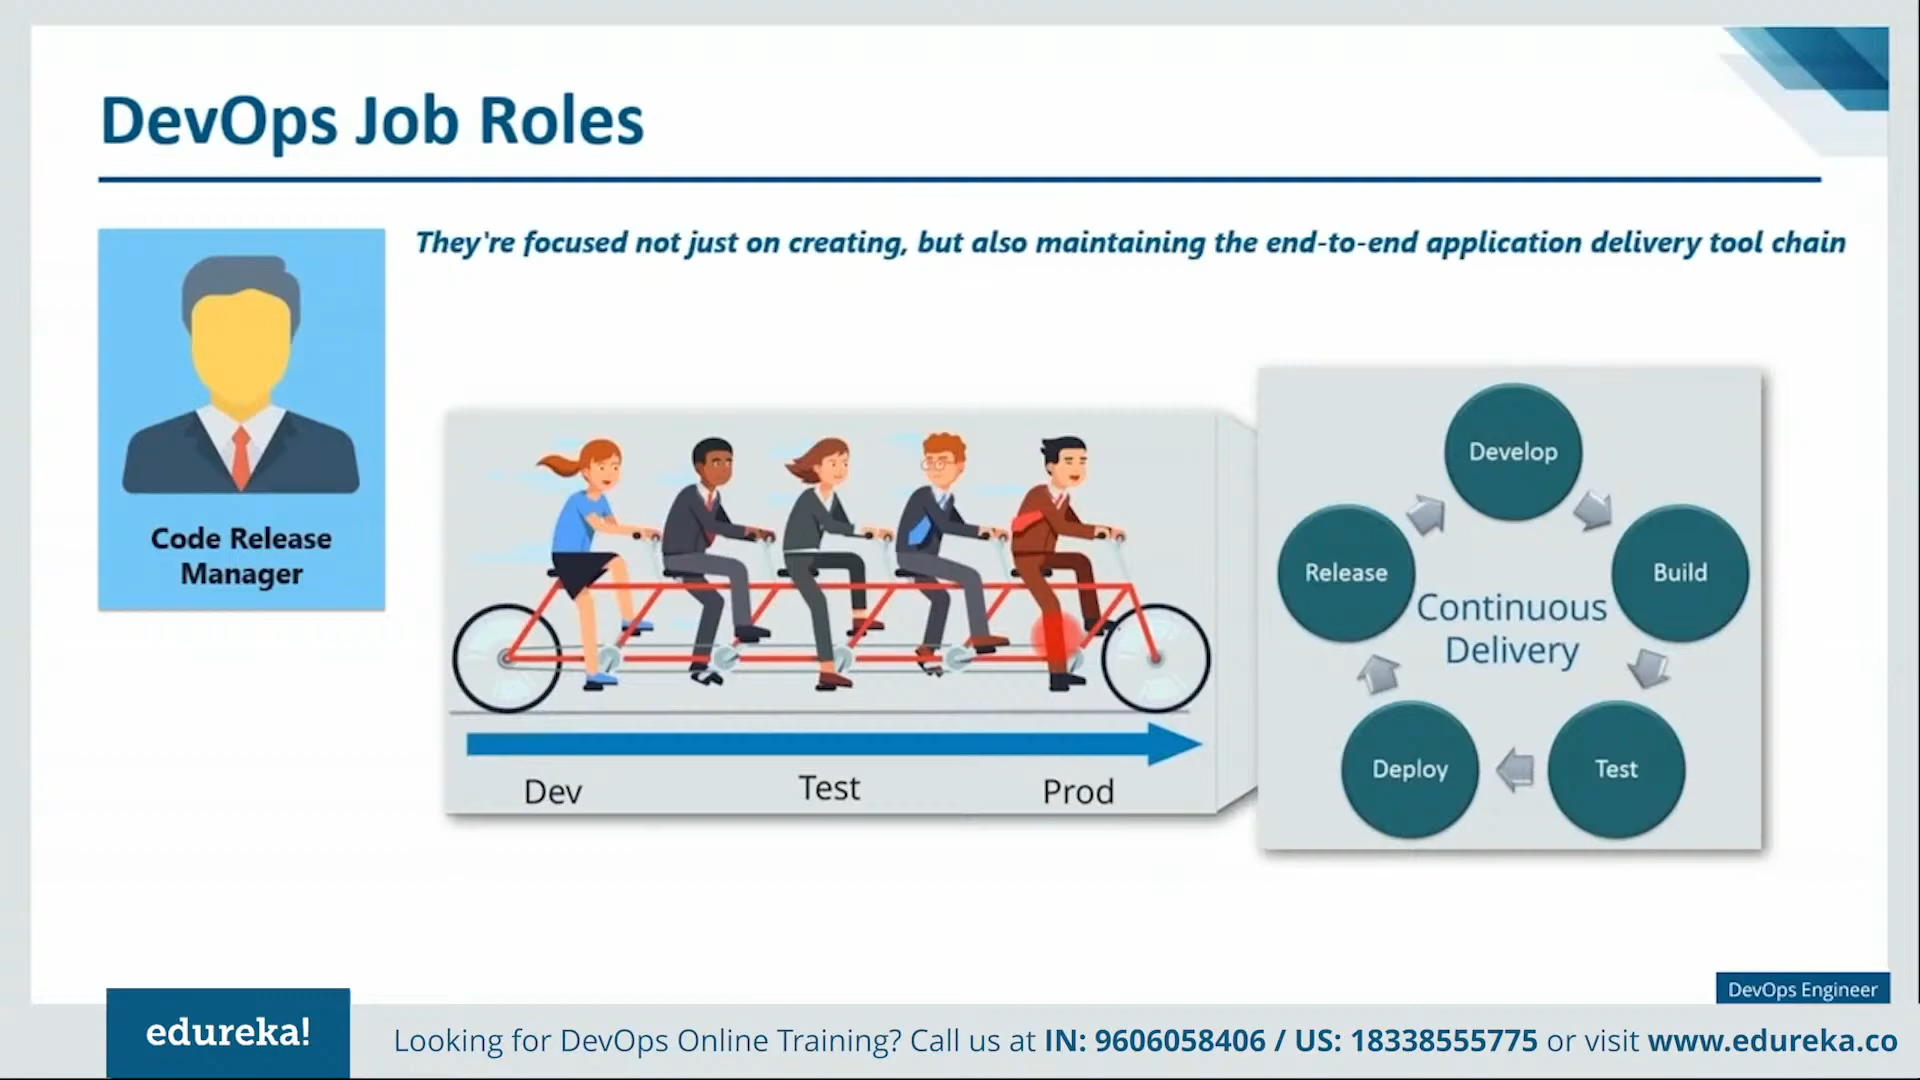 DevOps Job Roles
They're focused not just on creating, but also maintaining the end-to-end application delivery tool chain
Code Release
Manager
Dev
Test
Prod
Develop
Build
Test
Deploy
Release
Continuous
Delivery
DevOps Engineer
edureka!
Looking for DevOps Online Training? Call us at IN: 9606058406 / US: 18338555775 or visit www.edureka.co